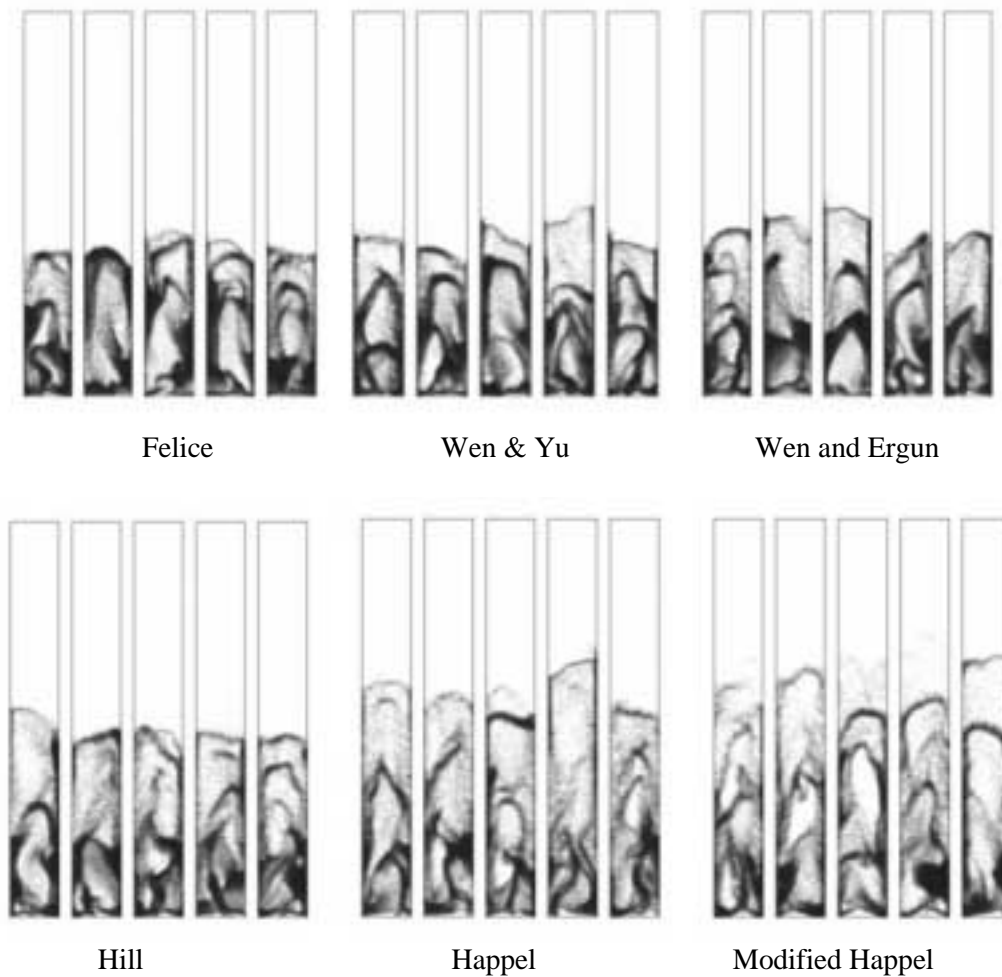 Felice
Wen & Yu
Wen and Ergun
Hill
Happel
Modified Happel